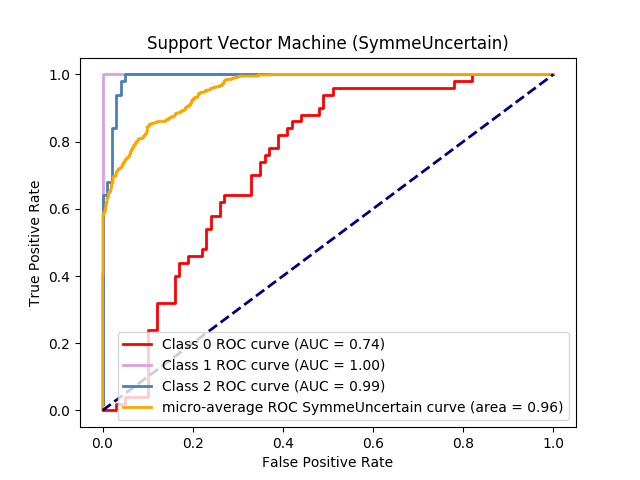 Support Vector Machine (SymmeUncertain)
True Positive Rate
1.0
0.8
0.6
0.4
0.2
0.0
Class 0 ROC curve (AUC = 0.74)
Class 1 ROC curve (AUC = 1.00)
Class 2 ROC curve (AUC = 0.99)
micro-average ROC SymmeUncertain curve (area = 0.96)
0.0 0.2 0.4 0.6 0.8 1.0
False Positive Rate